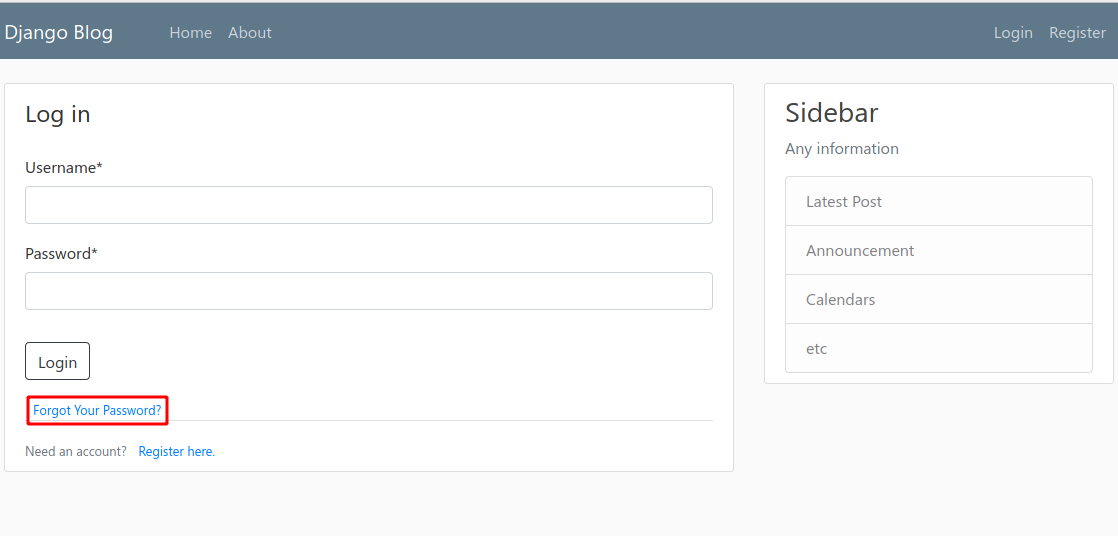 Django Blog Home About Login Register
Log in
Username*
Password*
Login
Forgot Your Password?
Need an account? Register here.
Sidebar
Any information
Latest Post
Announcement
Calendars
etc